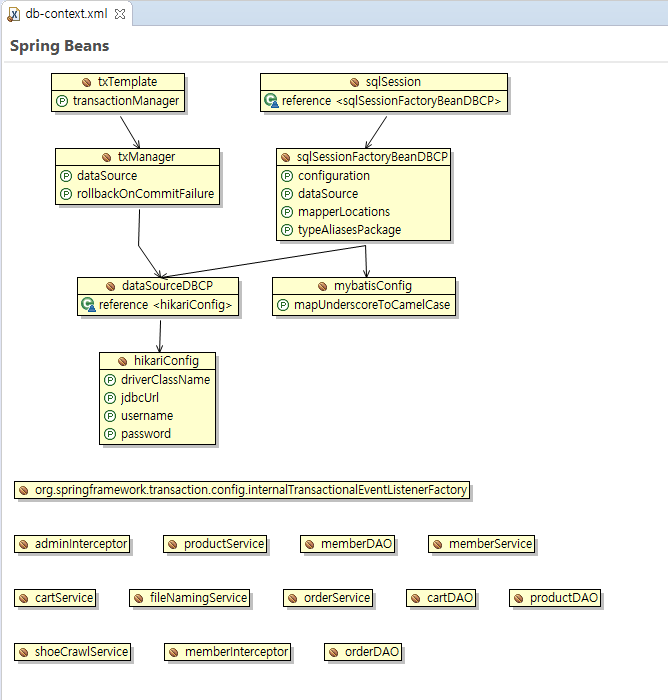 db-context.xml
Spring Beans
txTemplate
transactionManager
sqlSession
reference <sqlSessionFactoryBeanDBCP>
txManager
dataSource
rollbackOnCommitFailure
sqlSessionFactoryBeanDBCP
configuration
dataSource
mapperLocations
typeAliasesPackage
dataSourceDBCP
reference <hikariConfig>
mybatisConfig
mapUnderscoreToCamelCase
hikariConfig
driverClassName
jdbcUrl
username
password
org.springframework.transaction.config.internalTransactionalEventListenerFactory
adminInterceptor productService memberDAO memberService
cartService fileNamingService orderService cartDAO productDAO
shoeCrawlService memberInterceptor orderDAO